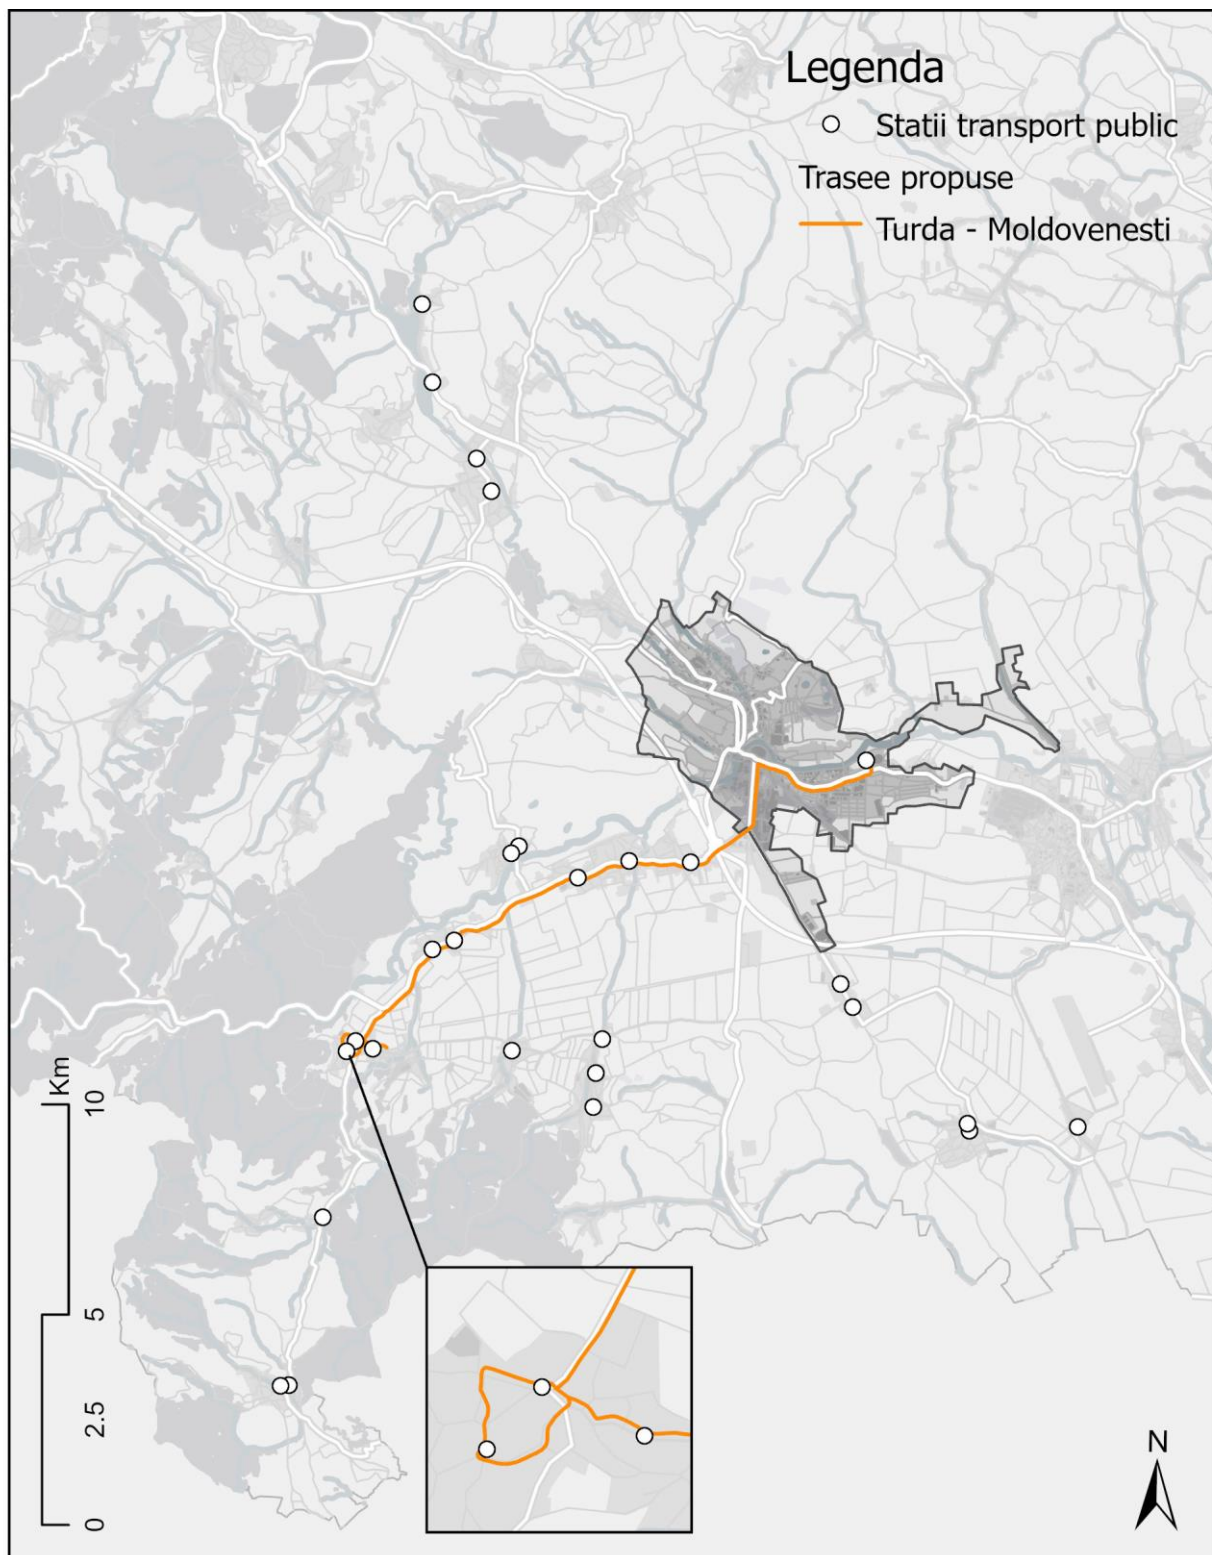 Legenda
Statii transport public
Trasee propuse
Turda - Moldovenesti
Km
10
5
2.5
0
N